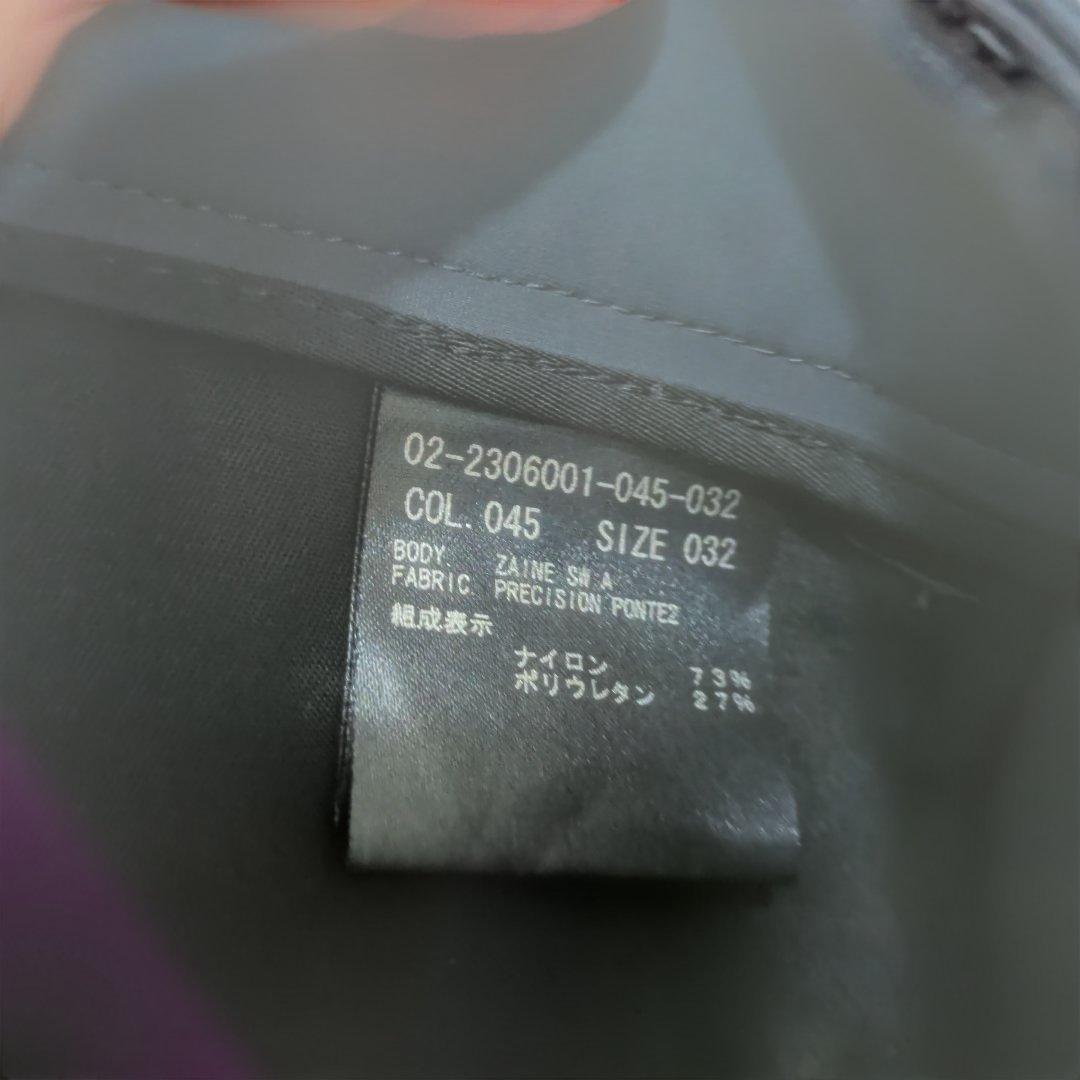 02-2306001-045-032
COL. 045 SIZE 032
BODY. ZAINE SW.A
FABRIC. PRECISION PONTE2
組成表示
ナイロン 73%
ポリウレタン 27%